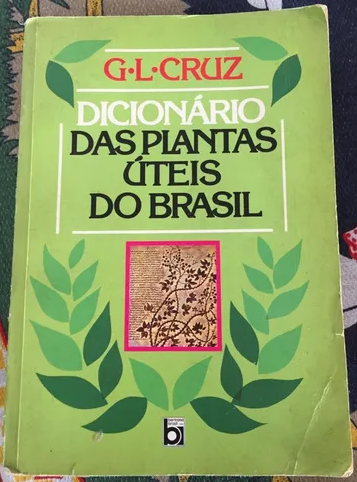 G·L·CRUZ
DICIONÁRIO
DAS PLANTAS
ÚTEIS
DO BRASIL